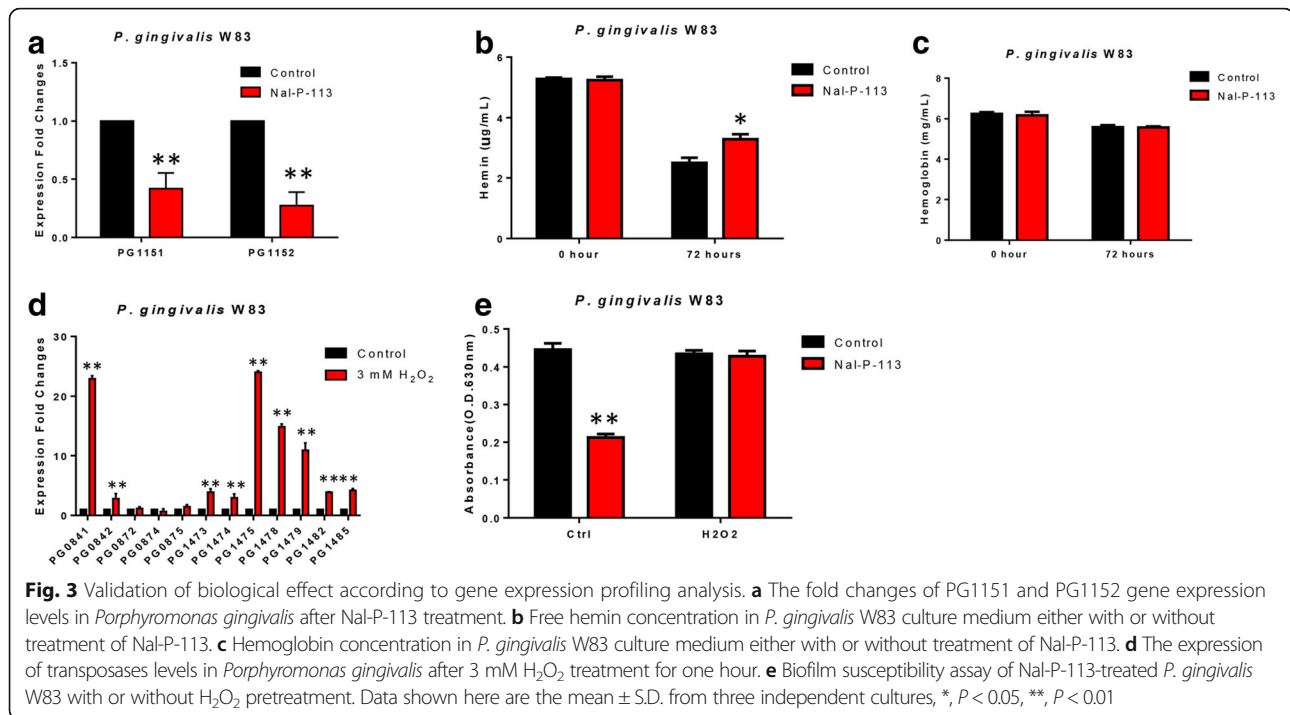 a
P. gingivalis W83
Control
Nal-P-113
Expression Fold Changes
1.5
1.0
0.5
0.0
**
**
PG1151
PG1152
b
P. gingivalis W83
Control
Nal-P-113
Hemin (µg/mL)
6
4
2
0
*
0 hour
72 hours
c
P. gingivalis W83
Control
Nal-P-113
Hemoglobin (mg/mL)
8
6
4
2
0
0 hour
72 hours
d
P. gingivalis W83
Control
3 mM H₂O₂
Expression Fold Changes
30
20
10
0
**
**
**
**
**
**
**
**
**
PG0841
PG0842
PG0872
PG0874
PG0875
PG1473
PG1474
PG1475
PG1478
PG1479
PG1482
PG1485
e
P. gingivalis W83
Control
Nal-P-113
Absorbance(O.D.630nm)
0.5
0.4
0.3
0.2
0.1
0.0
**
Ctrl
H2O2
Fig. 3 Validation of biological effect according to gene expression profiling analysis. a The fold changes of PG1151 and PG1152 gene expression
levels in Porphyromonas gingivalis after Nal-P-113 treatment. b Free hemin concentration in P. gingivalis W83 culture medium either with or without
treatment of Nal-P-113. c Hemoglobin concentration in P. gingivalis W83 culture medium either with or without treatment of Nal-P-113. d The expression
of transposases levels in Porphyromonas gingivalis after 3 mM H₂O₂ treatment for one hour. e Biofilm susceptibility assay of Nal-P-113-treated P. gingivalis
W83 with or without H₂O₂ pretreatment. Data shown here are the mean ± S.D. from three independent cultures, *, P < 0.05, **, P < 0.01